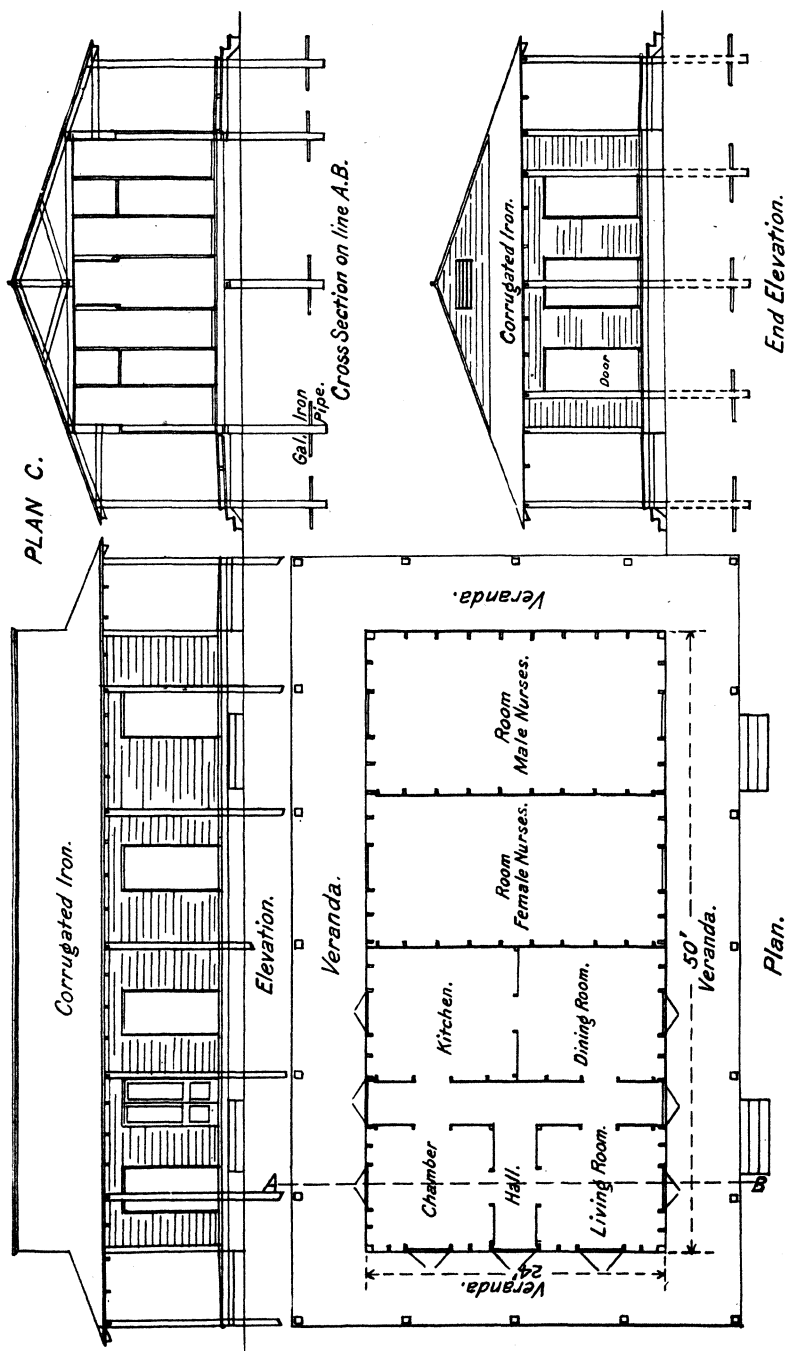 PLAN C.
Corrugated Iron.
Elevation.
Gal. Iron
Pipe.
Cross Section on line A.B.
Veranda.
Kitchen.
Dining Room.
Chamber
Hall.
Living Room.
Room
Female Nurses.
Room
Male Nurses.
Veranda.
Veranda.
24'
50'
Veranda.
A
B
Plan.
Corrugated Iron.
Door
End Elevation.